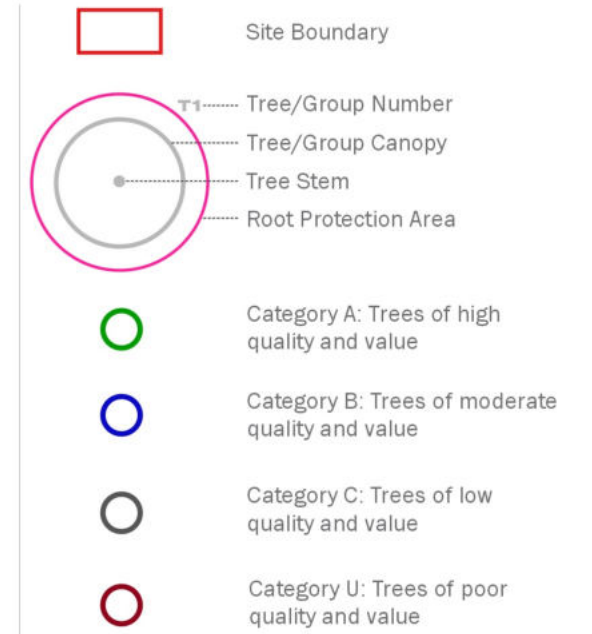 Site Boundary
T1
Tree/Group Number
Tree/Group Canopy
Tree Stem
Root Protection Area
Category A: Trees of high
quality and value
Category B: Trees of moderate
quality and value
Category C: Trees of low
quality and value
Category U: Trees of poor
quality and value